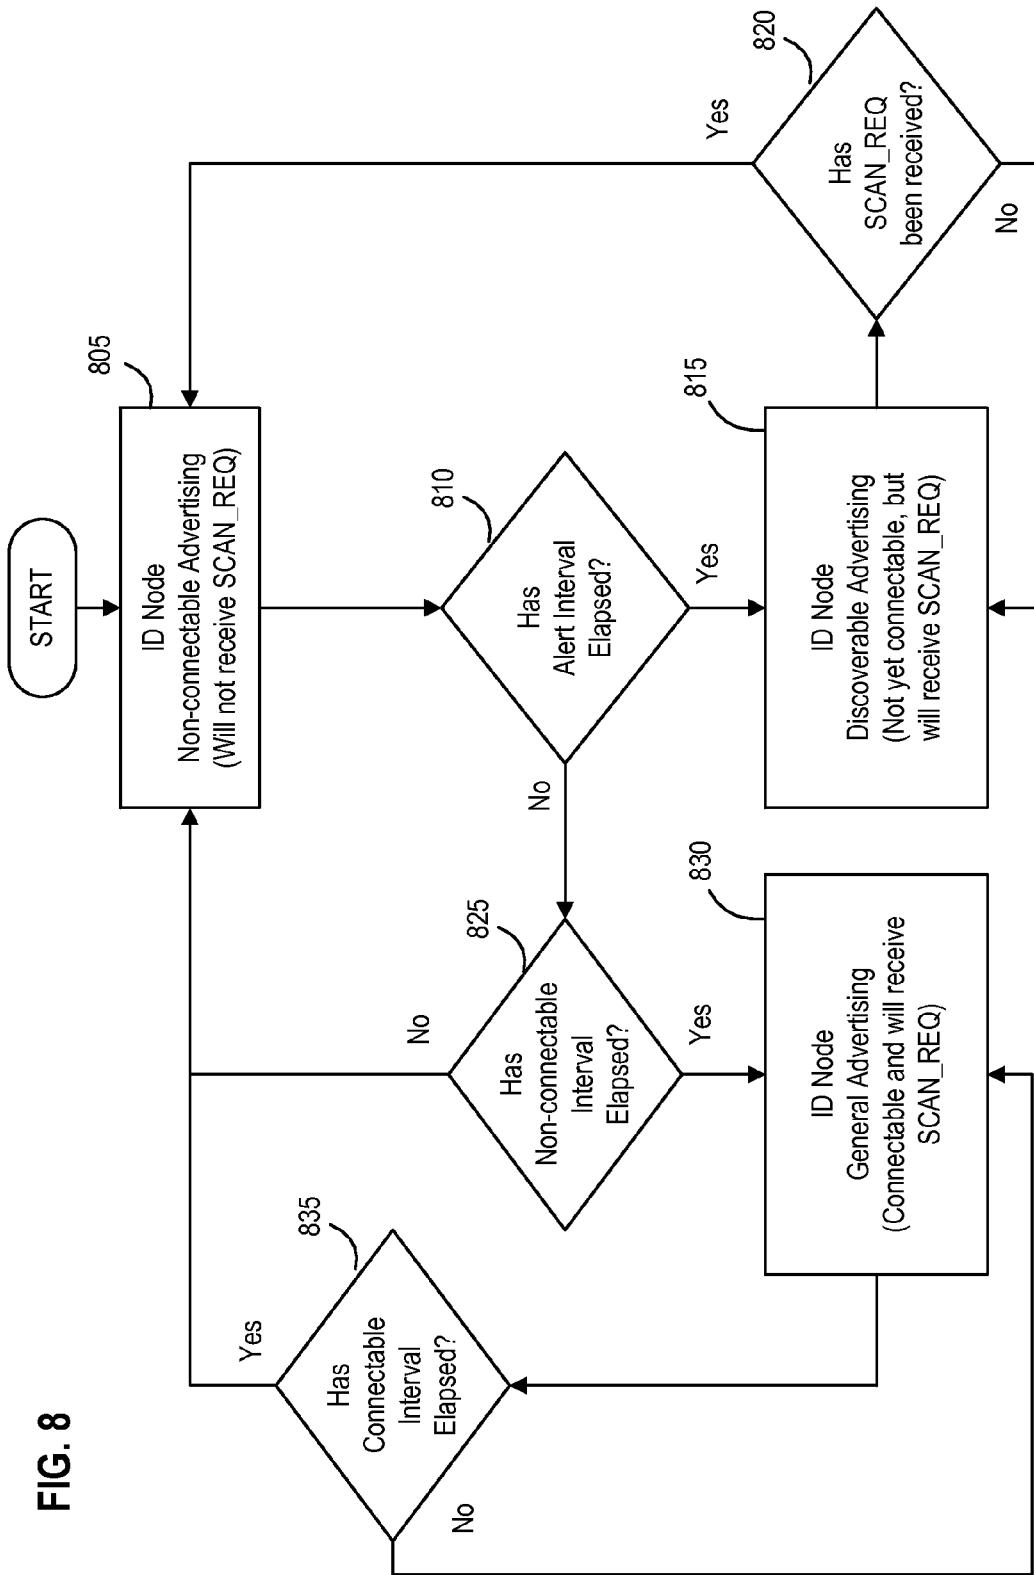 FIG. 8
START
805
ID Node
Non-connectable Advertising
(Will not receive SCAN_REQ)
810
Has
Alert Interval
Elapsed?
Yes
No
815
ID Node
Discoverable Advertising
(Not yet connectable, but
will receive SCAN_REQ)
820
Has
SCAN_REQ
been received?
Yes
No
825
Has
Non-connectable
Interval
Elapsed?
No
Yes
830
ID Node
General Advertising
(Connectable and will receive
SCAN_REQ)
835
Has
Connectable
Interval
Elapsed?
Yes
No